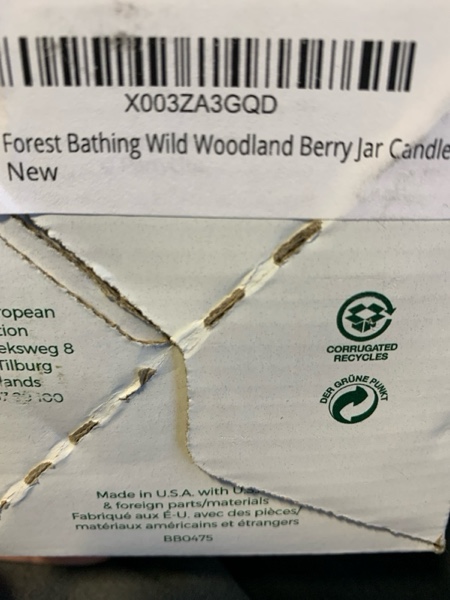 X003ZA3GQD
Forest Bathing Wild Woodland Berry Jar Candle
New
ropean
tion
eksweg 8
Tilburg -
lands
CORRUGATED
RECYCLES
DER GRÜNE PUNKT
Made in U.S.A. with U.S.
& foreign parts/materials
Fabriqué aux É-U. avec des pièces/
matériaux américains et étrangers
BB0475